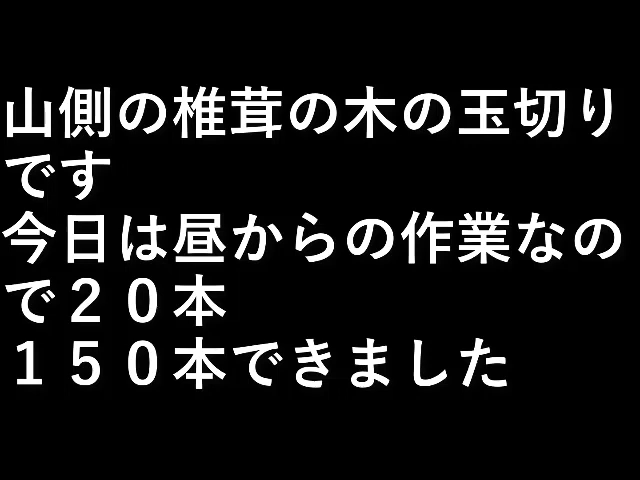 山側の椎茸の木の玉切り
です
今日は昼からの作業なの
で２０本
１５０本できました